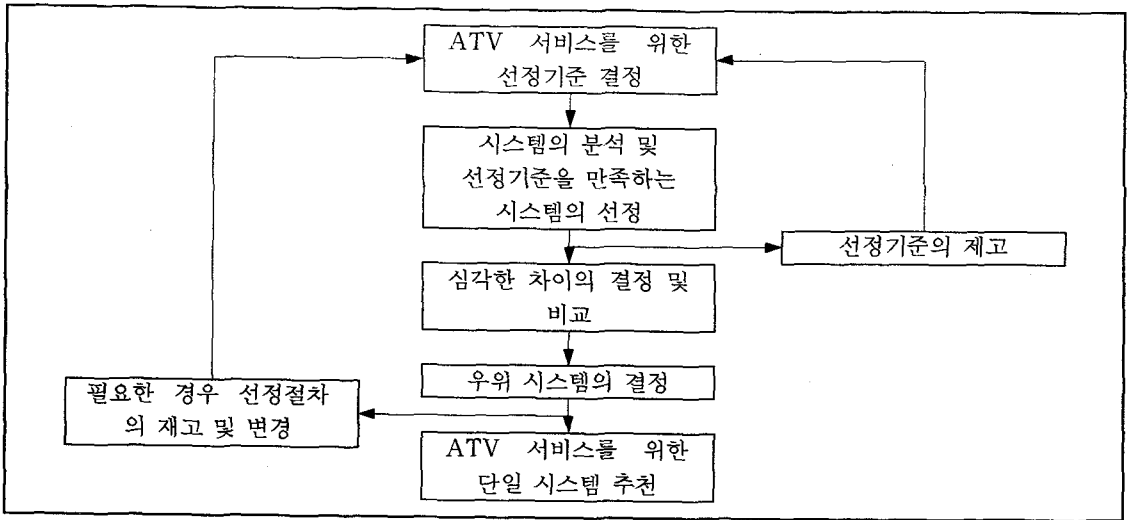 ATV 서비스를 위한
선정기준 결정
시스템의 분석 및
선정기준을 만족하는
시스템의 선정
선정기준의 제고
심각한 차이의 결정 및
비교
우위 시스템의 결정
필요한 경우 선정절차
의 재고 및 변경
ATV 서비스를 위한
단일 시스템 추천